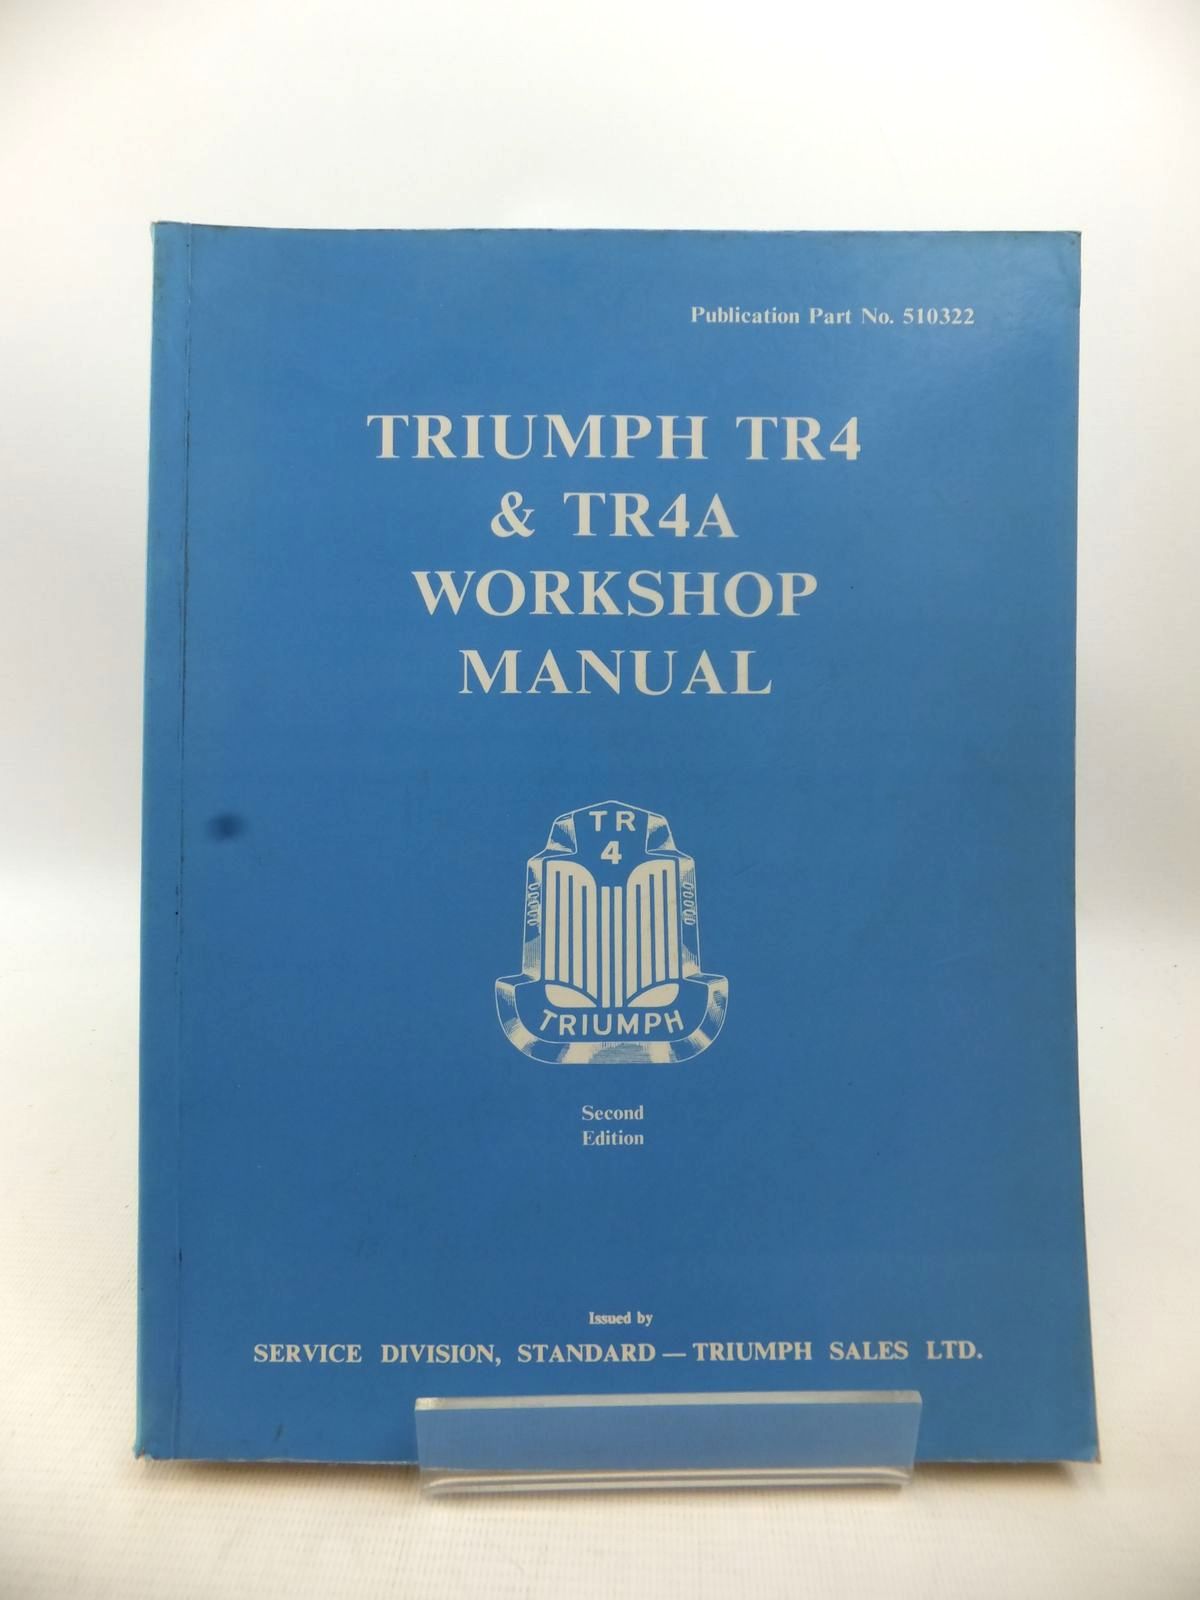 Publication Part No. 510322
TRIUMPH TR4
& TR4A
WORKSHOP
MANUAL
TR
4
TRIUMPH
Second
Edition
Issued by
SERVICE DIVISION, STANDARD — TRIUMPH SALES LTD.